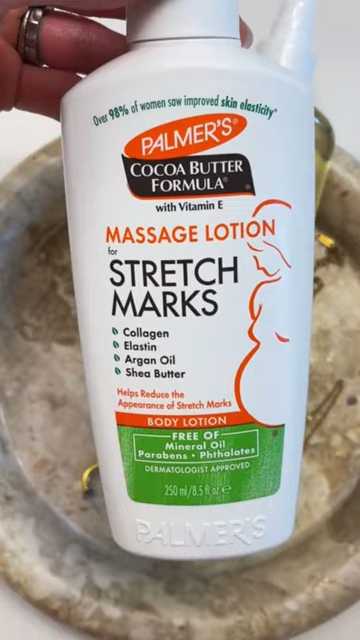 Over 98% of women saw improved skin elasticity*
PALMER'S®
COCOA BUTTER
FORMULA®
with Vitamin E
MASSAGE LOTION
for
STRETCH
MARKS
Collagen
Elastin
Argan Oil
Shea Butter
Helps Reduce the
Appearance of Stretch Marks
BODY LOTION
FREE OF
Mineral Oil
Parabens • Phthalates
DERMATOLOGIST APPROVED
250 ml/8.5 fl oz ℮
PALMER'S